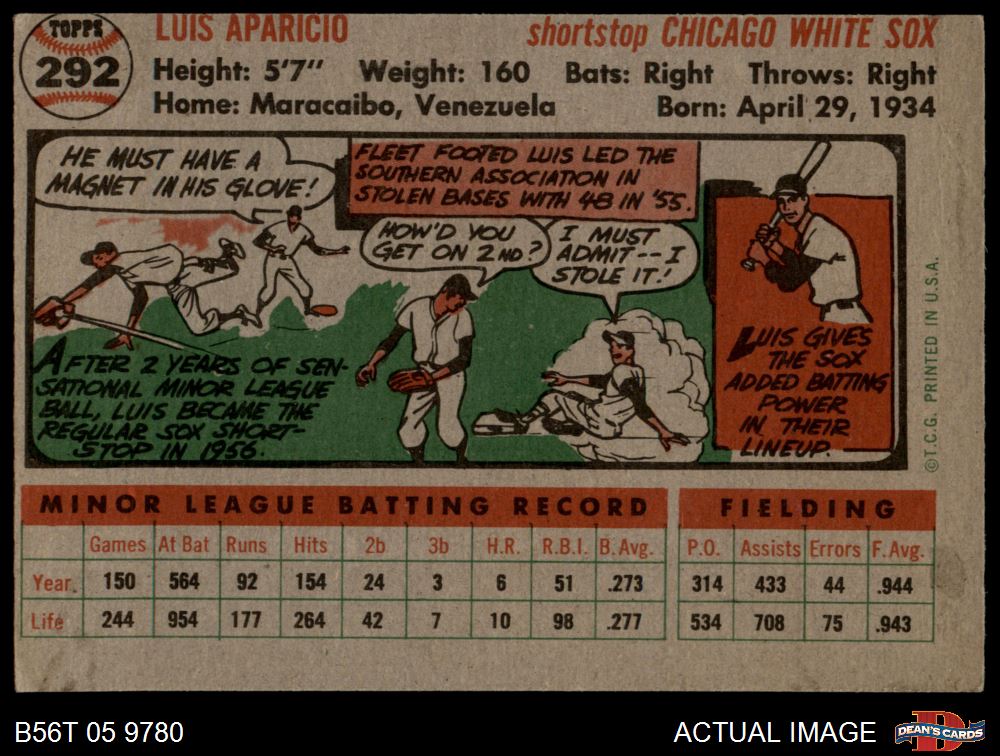 TOPPS
292
LUIS APARICIO
shortstop CHICAGO WHITE SOX
Height: 5'7" Weight: 160 Bats: Right Throws: Right
Home: Maracaibo, Venezuela Born: April 29, 1934
HE MUST HAVE A
MAGNET IN HIS GLOVE!
AFTER 2 YEARS OF SEN-
SATIONAL MINOR LEAGUE
BALL, LUIS BECAME THE
REGULAR SOX SHORT-
STOP IN 1956.
FLEET FOOTED LUIS LED THE
SOUTHERN ASSOCIATION IN
STOLEN BASES WITH 48 IN '55.
HOW'D YOU
GET ON 2ND?
I MUST
ADMIT--I
STOLE IT!
LUIS GIVES
THE SOX
ADDED BATTING
POWER
IN THEIR
LINEUP.
©T.C.G. PRINTED IN U.S.A.
MINOR LEAGUE BATTING RECORD FIELDING
Games At Bat Runs Hits 2b 3b H.R. R.B.I. B. Avg. P.O. Assists Errors F. Avg.
Year 150 564 92 154 24 3 6 51 .273 314 433 44 .944
Life 244 954 177 264 42 7 10 98 .277 534 708 75 .943
B56T 05 9780
ACTUAL IMAGE
DEAN'S CARDS